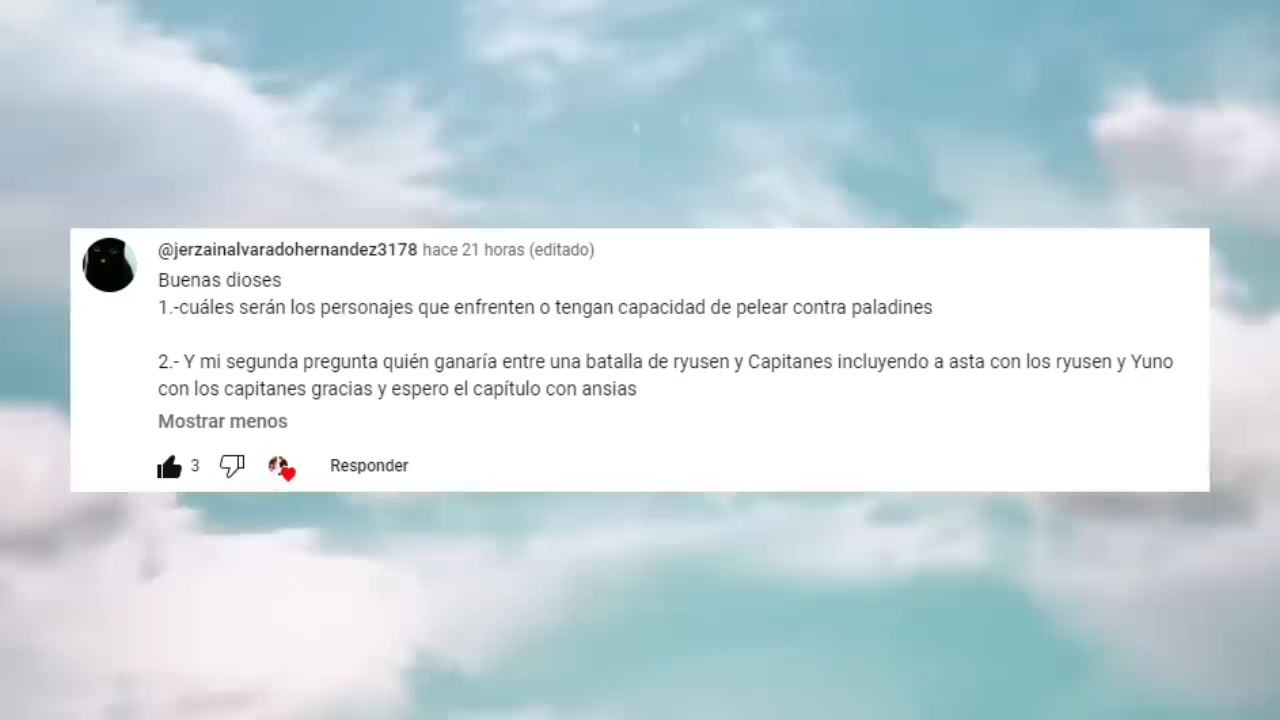 @jerzainalvaradohernandez3178 hace 21 horas (editado)
Buenas dioses
1.-cuáles serán los personajes que enfrenten o tengan capacidad de pelear contra paladines
2.- Y mi segunda pregunta quién ganaría entre una batalla de ryusen y Capitanes incluyendo a asta con los ryusen y Yuno
con los capitanes gracias y espero el capítulo con ansias
Mostrar menos
3 Responder